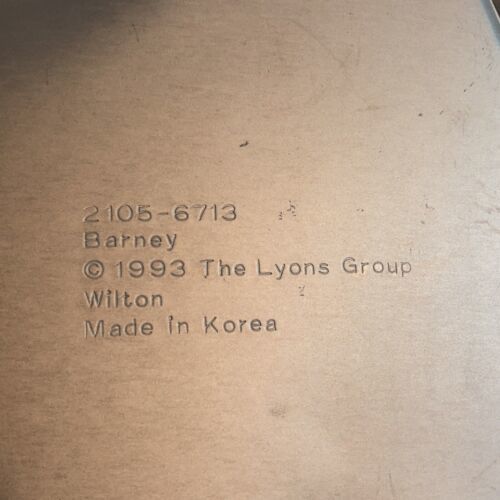 2105-6713
Barney
© 1993 The Lyons Group
Wilton
Made in Korea